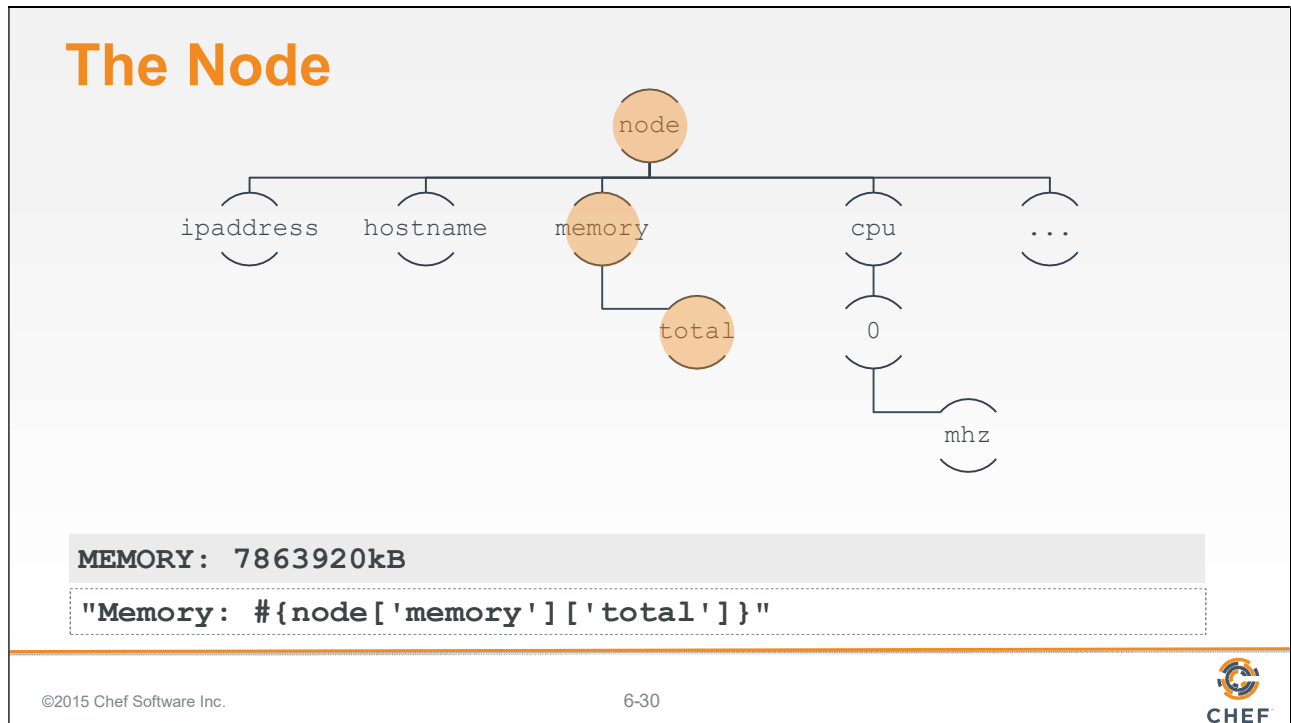 The Node
node
ipaddress hostname memory cpu ...
total 0
mhz
MEMORY: 7863920kB
"Memory: #{node['memory']['total']}"
©2015 Chef Software Inc. 6-30
CHEF